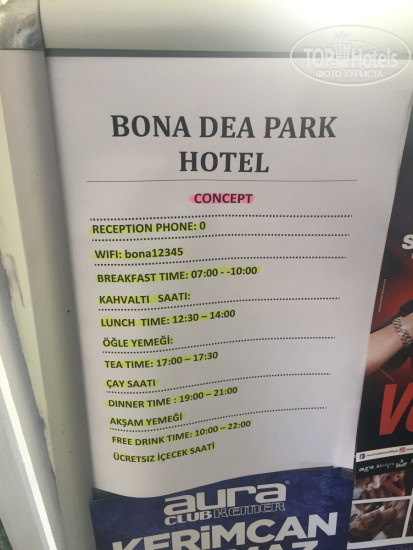 TOPHotels
ФОТО ТУРИСТА
BONA DEA PARK
HOTEL
CONCEPT
RECEPTION PHONE: 0
WIFI: bona12345
BREAKFAST TIME: 07:00 - -10:00
KAHVALTI SAATI:
LUNCH TIME: 12:30 – 14:00
ÖĞLE YEMEĞİ:
TEA TIME: 17:00 – 17:30
ÇAY SAATI
DINNER TIME : 19:00 – 21:00
AKŞAM YEMEĞİ
FREE DRINK TIME: 10:00 – 22:00
ÜCRETSIZ İÇECEK SAATİ
aura
CLUB KEMER
KERİMCAN